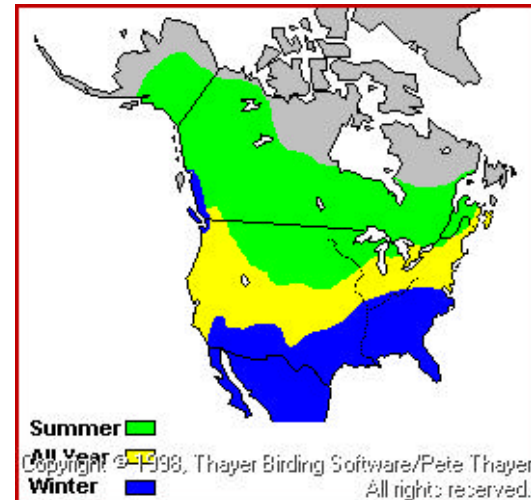 Summer
All Year
Copyright © 1998, Thayer Birding Software/Pete Thayer
Winter
All rights reserved.